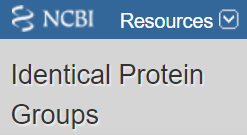 NCBI Resources
Identical Protein
Groups